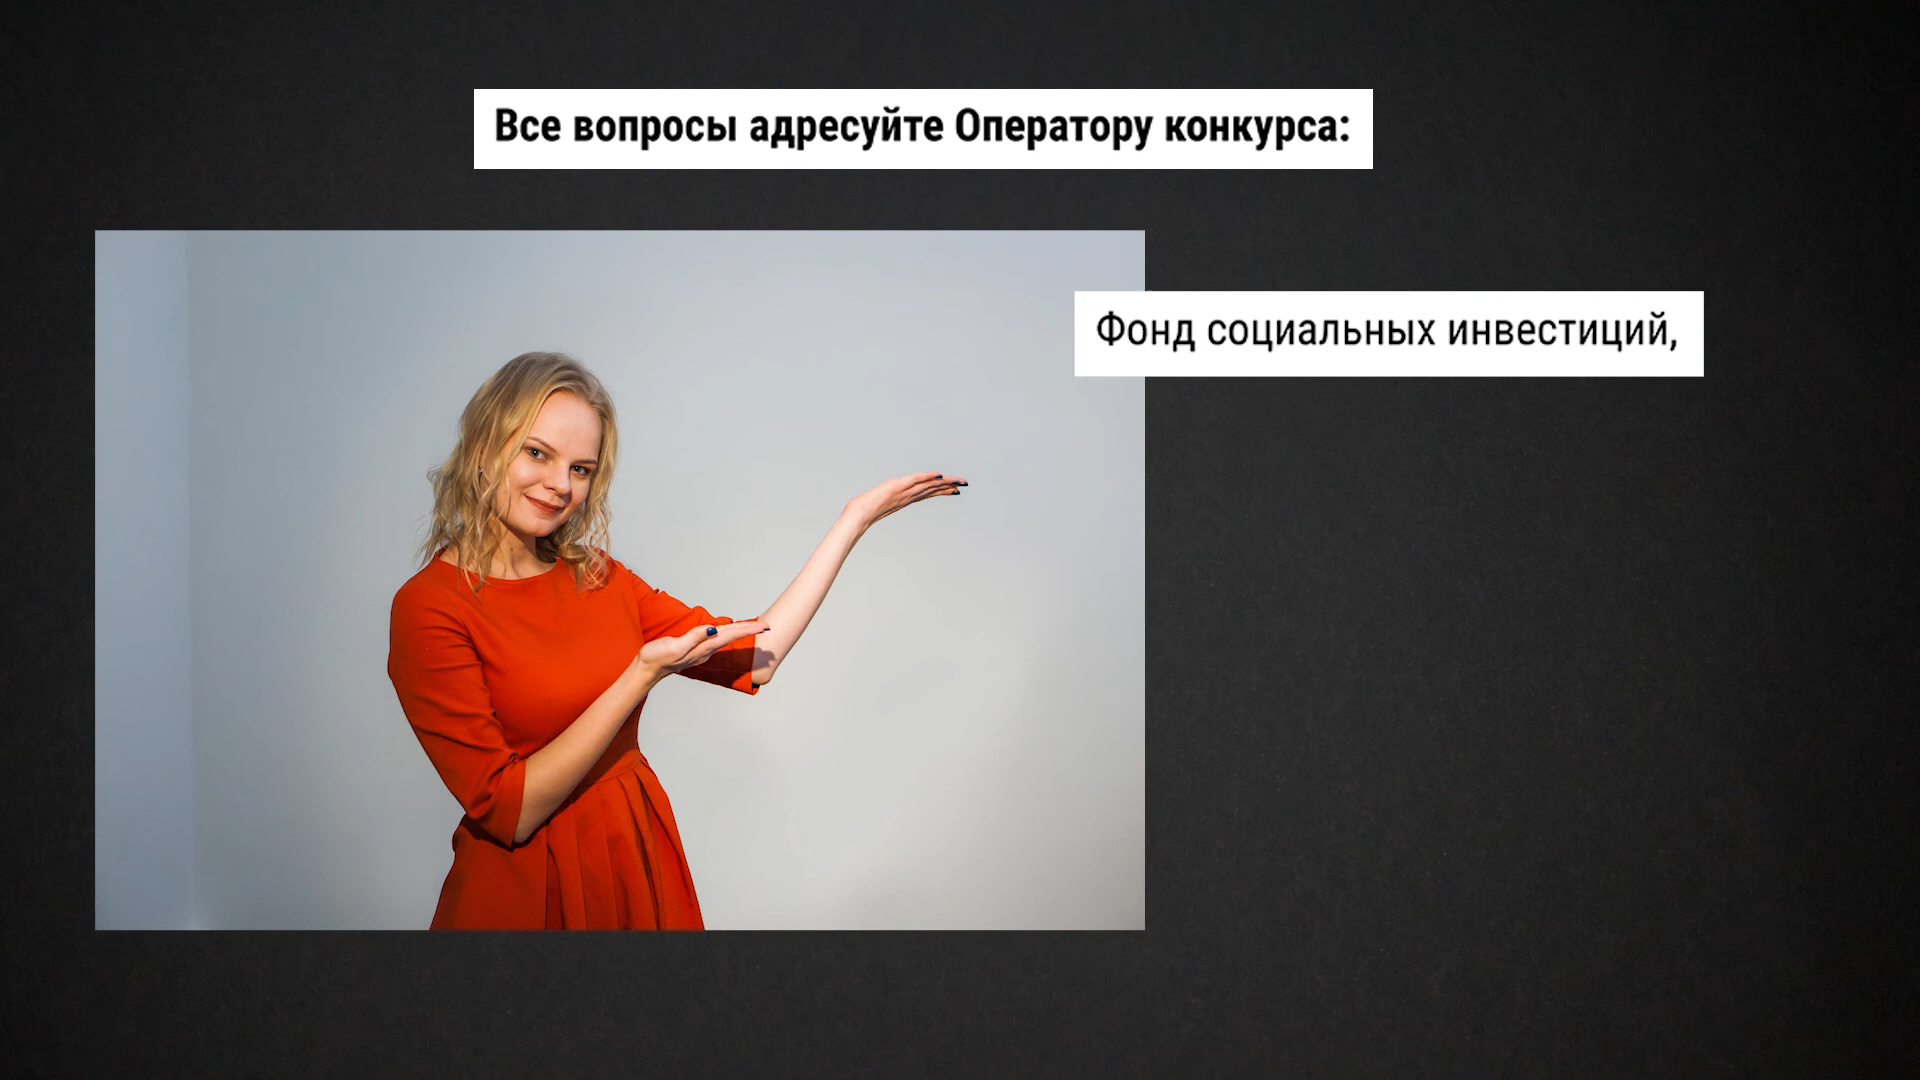 Все вопросы адресуйте Оператору конкурса:
Фонд социальных инвестиций,